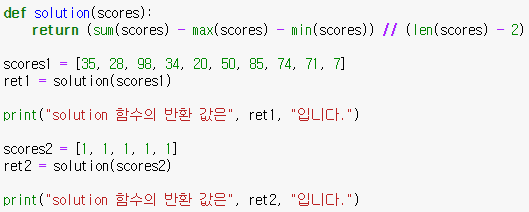 def solution(scores):
    return (sum(scores) - max(scores) - min(scores)) // (len(scores) - 2)
scores1 = [35, 28, 98, 34, 20, 50, 85, 74, 71, 7]
ret1 = solution(scores1)
print("solution 함수의 반환 값은", ret1, "입니다.")
scores2 = [1, 1, 1, 1, 1]
ret2 = solution(scores2)
print("solution 함수의 반환 값은", ret2, "입니다.")